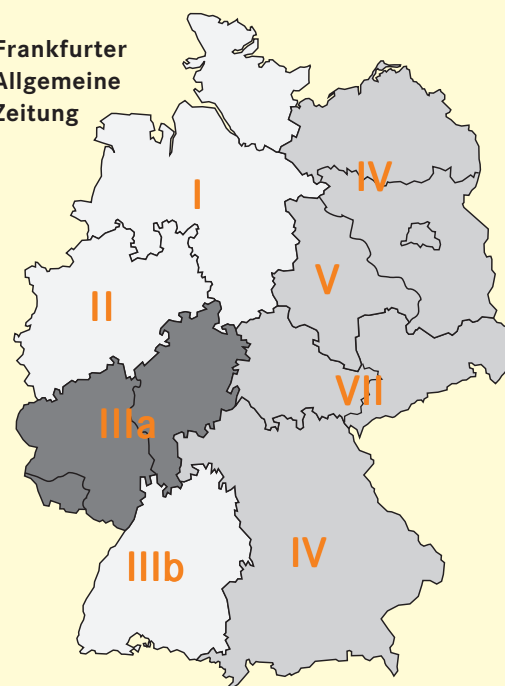 Frankfurter
Allgemeine
Zeitung
I
IV
V
II
VII
IIIa
IIIb
IV